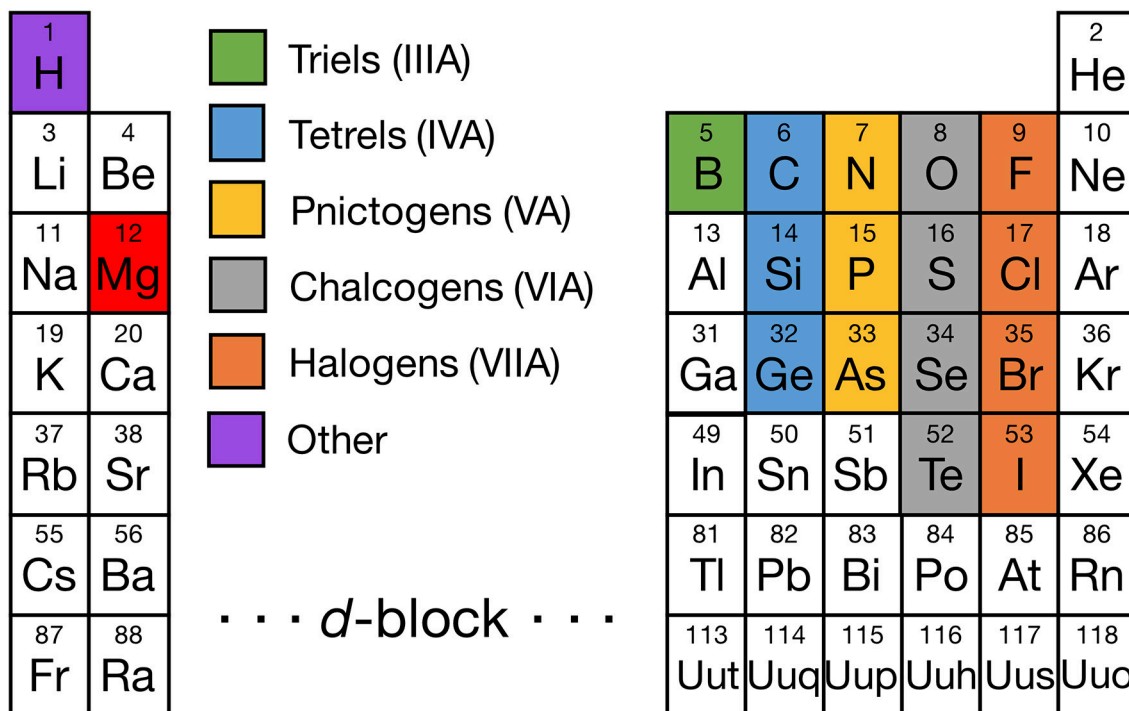 1 2
H Triels (IIIA) He
3 4 5 6 7 8 9 10
Li Be Tetrels (IVA) B C N O F Ne
11 12 Pnictogens (VA) 13 14 15 16 17 18
Na Mg Al Si P S Cl Ar
Chalcogens (VIA)
19 20 31 32 33 34 35 36
K Ca Halogens (VIIA) Ga Ge As Se Br Kr
37 38 Other 49 50 51 52 53 54
Rb Sr In Sn Sb Te I Xe
55 56 81 82 83 84 85 86
Cs Ba Tl Pb Bi Po At Rn
· · · d-block · · ·
87 88 113 114 115 116 117 118
Fr Ra Uut Uuq Uup Uuh Uus Uuo